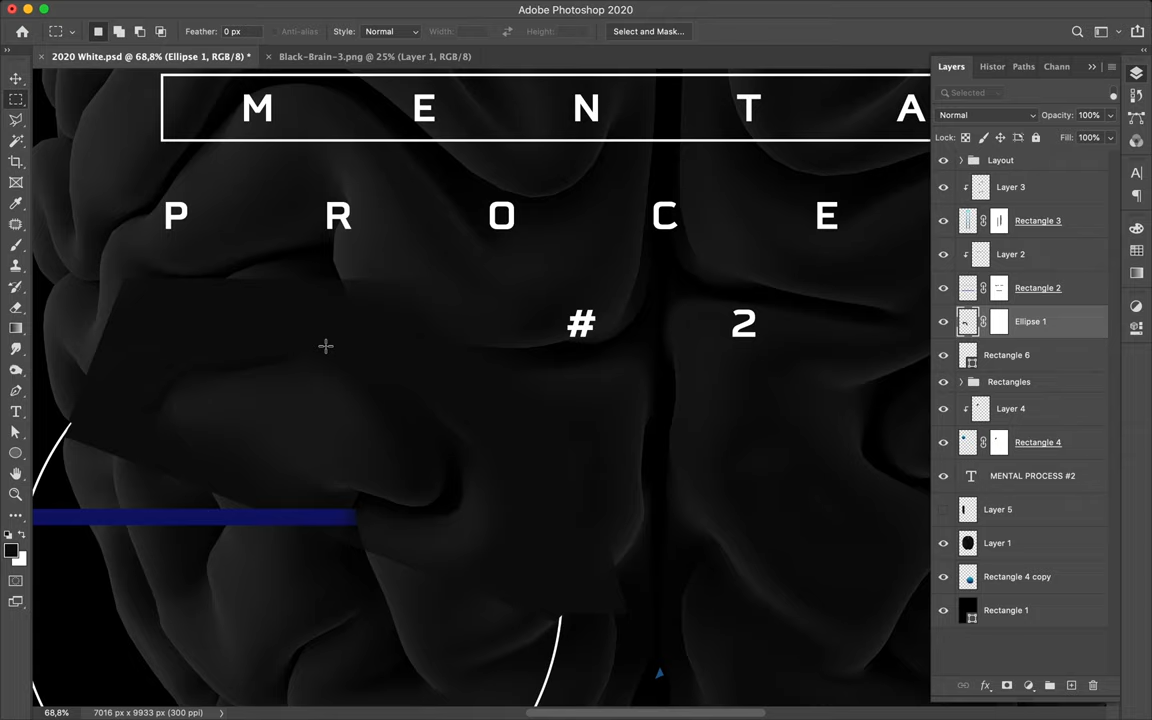 Adobe Photoshop 2020
Feather: 0 px
Anti-alias
Style: Normal
Width:
Height:
Select and Mask...
2020 White.psd @ 68,8% (Ellipse 1, RGB/8) *
Black-Brain-3.png @ 25% (Layer 1, RGB/8)
Layers Histor Paths Chann
Selected
Normal
Opacity: 100%
Lock:
Fill: 100%
Layout
Layer 3
Rectangle 3
Layer 2
Rectangle 2
Ellipse 1
Rectangle 6
Rectangles
Layer 4
Rectangle 4
MENTAL PROCESS #2
Layer 5
Layer 1
Rectangle 4 copy
Rectangle 1
M E N T A
P R O C E
# 2
68,8%
7016 px x 9933 px (300 ppi)